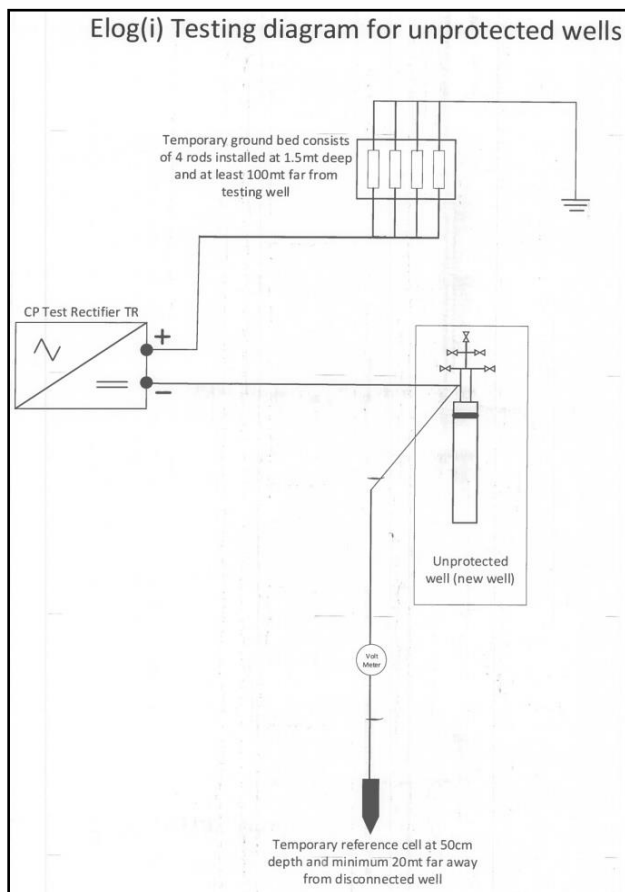 Elog(i) Testing diagram for unprotected wells
Temporary ground bed consists
of 4 rods installed at 1.5mt deep
and at least 100mt far from
testing well
CP Test Rectifier TR
+
−
Unprotected
well (new well)
Volt
Meter
Temporary reference cell at 50cm
depth and minimum 20mt far away
from disconnected well